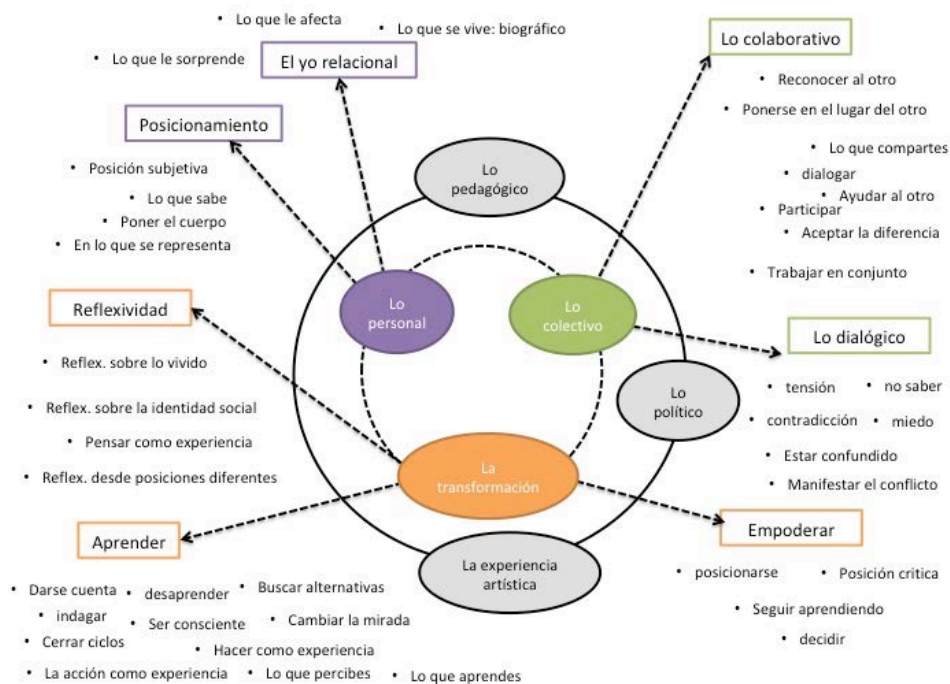 • Lo que le afecta
• Lo que se vive: biográfico
• Lo que le sorprende
El yo relacional
Posicionamiento
• Posición subjetiva
• Lo que sabe
• Poner el cuerpo
• En lo que se representa
Lo colaborativo
• Reconocer al otro
• Ponerse en el lugar del otro
• Lo que compartes
• dialogar
• Ayudar al otro
• Participar
• Aceptar la diferencia
• Trabajar en conjunto
Lo
pedagógico
Lo
personal
Lo
colectivo
Lo
político
La
transformación
La experiencia
artística
Reflexividad
• Reflex. sobre lo vivido
• Reflex. sobre la identidad social
• Pensar como experiencia
• Reflex. desde posiciones diferentes
Lo dialógico
• tensión
• no saber
• contradicción
• miedo
• Estar confundido
• Manifestar el conflicto
Aprender
• Darse cuenta
• desaprender
• Buscar alternativas
• indagar
• Ser consciente
• Cambiar la mirada
• Cerrar ciclos
• Hacer como experiencia
• La acción como experiencia
• Lo que percibes
• Lo que aprendes
Empoderar
• posicionarse
• Posición critica
• Seguir aprendiendo
• decidir